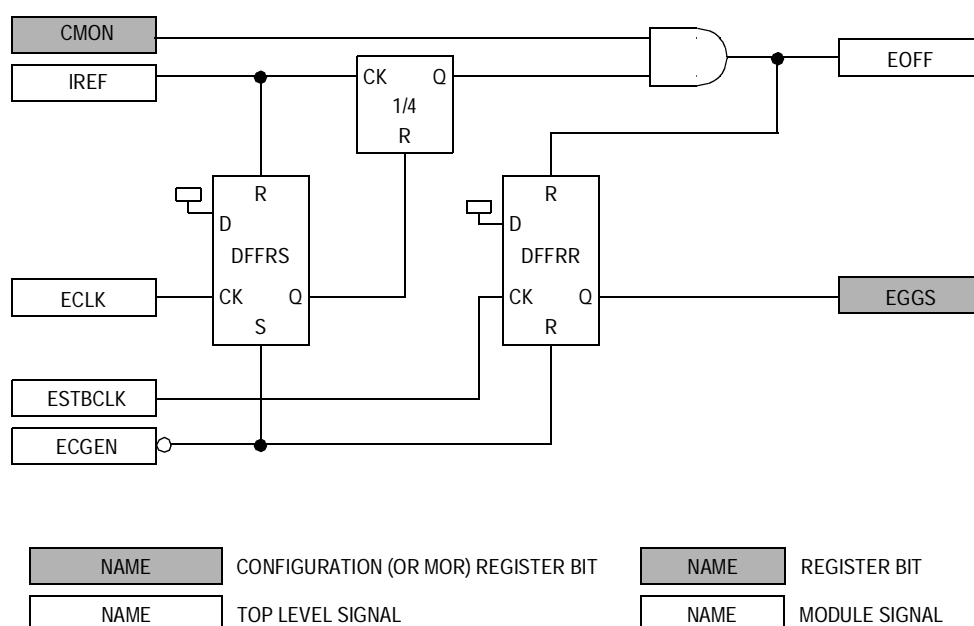 CMON
IREF
CK Q
1/4
R
EOFF
R
D
DFFRS
CK Q
S
R
D
DFFRR
CK Q
R
ECLK
EGGS
ESTBCLK
ECGEN
NAME CONFIGURATION (OR MOR) REGISTER BIT
NAME REGISTER BIT
NAME TOP LEVEL SIGNAL
NAME MODULE SIGNAL